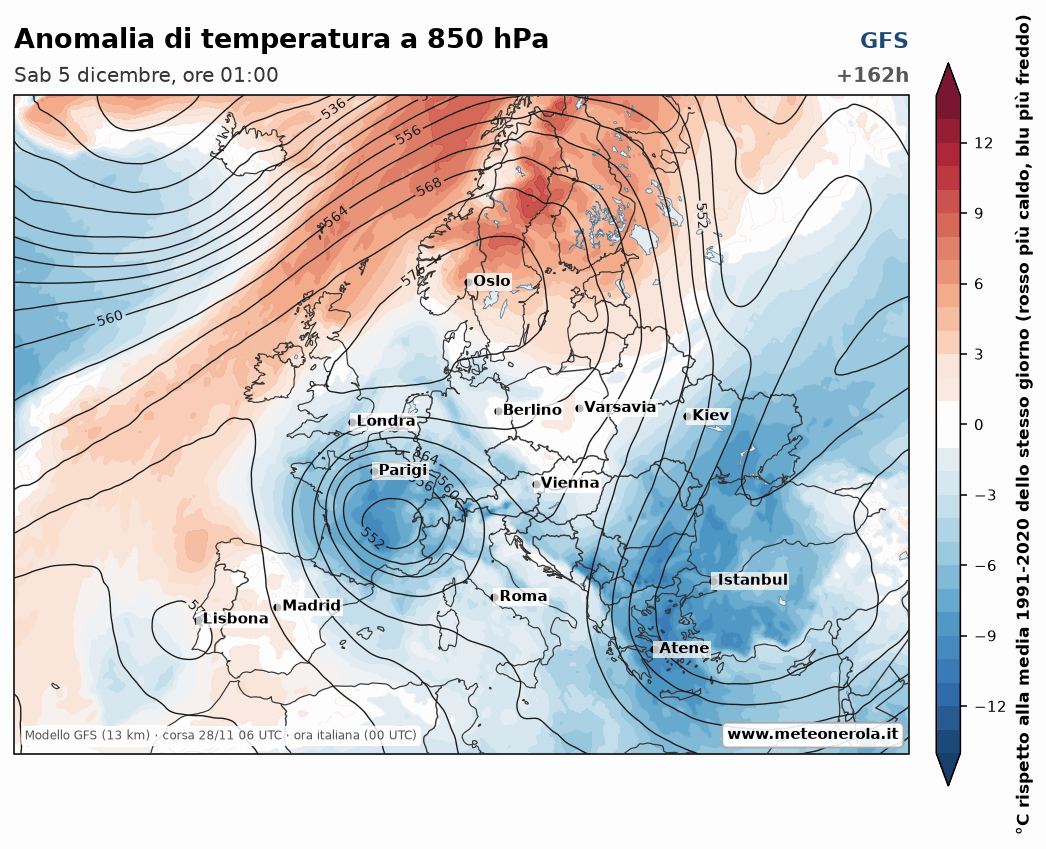 Anomalia di temperatura a 850 hPa
GFS
Sab 5 dicembre, ore 01:00
+162h
536
556
568
564
552
560
Oslo
Berlino
Varsavia
Kiev
Londra
564
Parigi
560
552
Vienna
Istanbul
Roma
Madrid
Lisbona
Atene
Modello GFS (13 km) · corsa 28/11 06 UTC · ora italiana (00 UTC)
www.meteonerola.it
12
9
6
3
0
−3
−6
−9
−12
°C rispetto alla media 1991-2020 dello stesso giorno (rosso più caldo, blu più freddo)